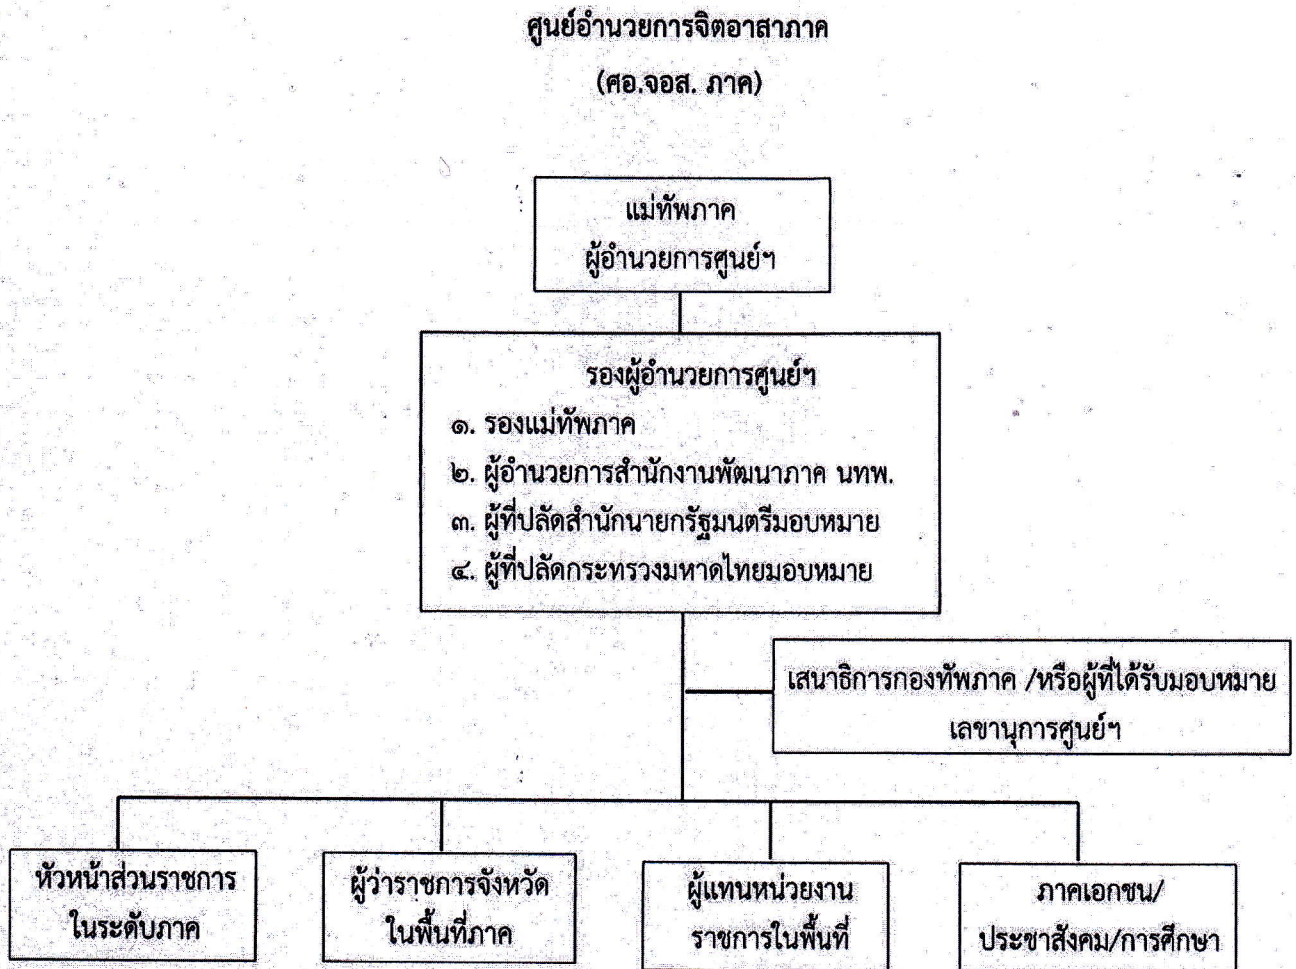 ศูนย์อำนวยการจิตอาสาภาค
(ศอ.จอส. ภาค)
แม่ทัพภาค
ผู้อำนวยการศูนย์ฯ
รองผู้อำนวยการศูนย์ฯ
๑. รองแม่ทัพภาค
๒. ผู้อำนวยการสำนักงานพัฒนาภาค นทพ.
๓. ผู้ที่ปลัดสำนักนายกรัฐมนตรีมอบหมาย
๔. ผู้ที่ปลัดกระทรวงมหาดไทยมอบหมาย
เสนาธิการกองทัพภาค /หรือผู้ที่ได้รับมอบหมาย
เลขานุการศูนย์ฯ
หัวหน้าส่วนราชการ
ในระดับภาค
ผู้ว่าราชการจังหวัด
ในพื้นที่ภาค
ผู้แทนหน่วยงาน
ราชการในพื้นที่
ภาคเอกชน/
ประชาสังคม/การศึกษา